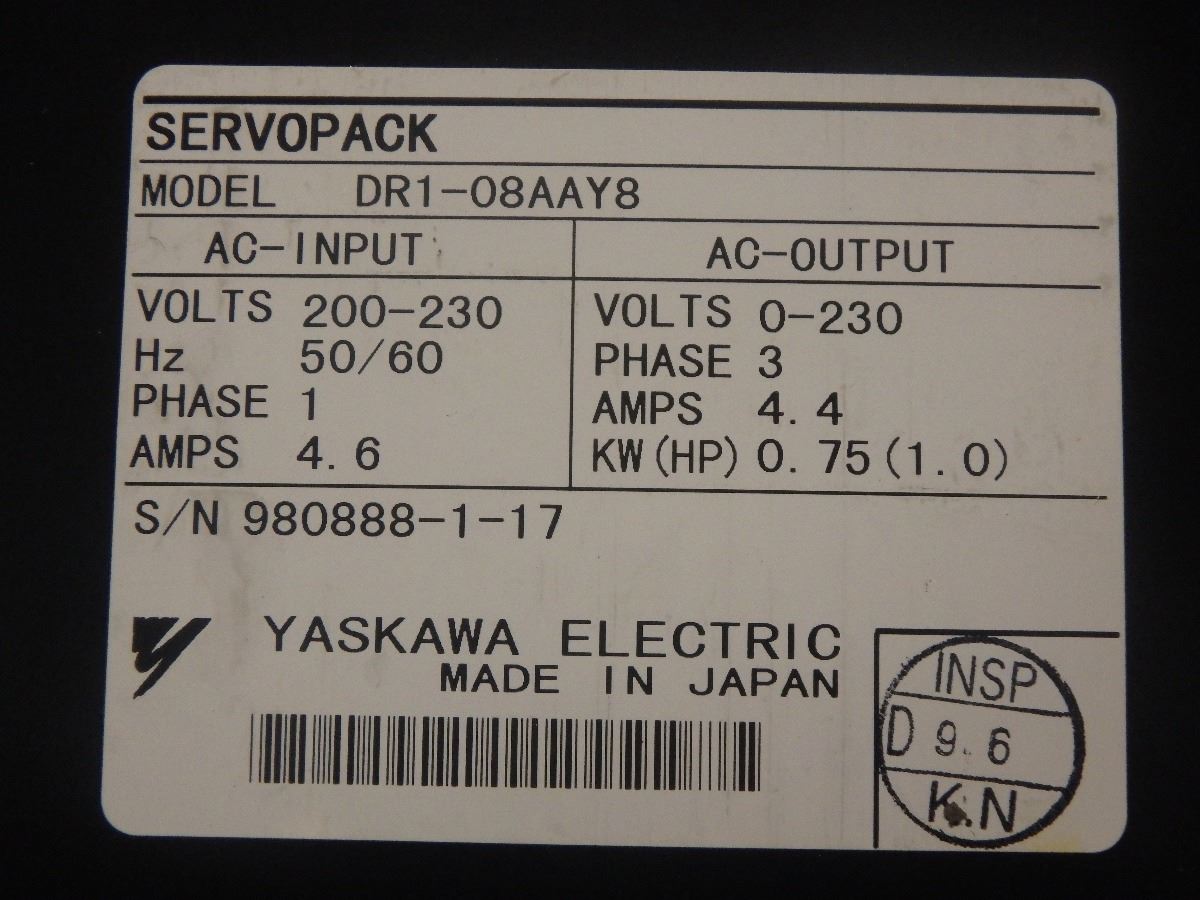 SERVOPACK
MODEL DR1-08AAY8
AC-INPUT
VOLTS 200-230
Hz 50/60
PHASE 1
AMPS 4.6
AC-OUTPUT
VOLTS 0-230
PHASE 3
AMPS 4.4
KW(HP) 0.75(1.0)
S/N 980888-1-17
YASKAWA ELECTRIC
MADE IN JAPAN
INSP
D 9.6
K.N